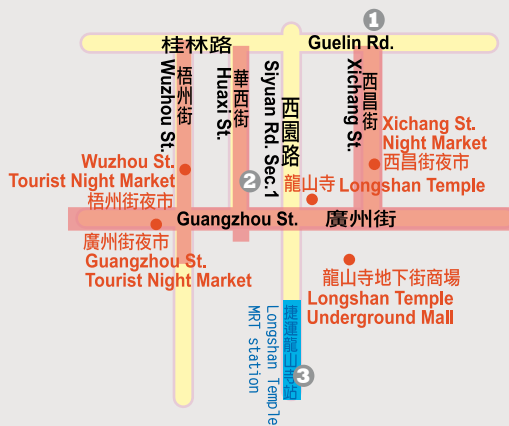 1
桂林路
Guelin Rd.
梧州街
Wuzhou St.
華西街
Huaxi St.
西園路
Siyuan Rd. Sec.1
西昌街
Xichang St.
Xichang St.
Night Market
西昌街夜市
Wuzhou St.
Tourist Night Market
梧州街夜市
2
龍山寺 Longshan Temple
Guangzhou St.
廣州街
廣州街夜市
Guangzhou St.
Tourist Night Market
龍山寺地下街商場
Longshan Temple
Underground Mall
捷運龍山寺站
Longshan Temple
MRT station
3